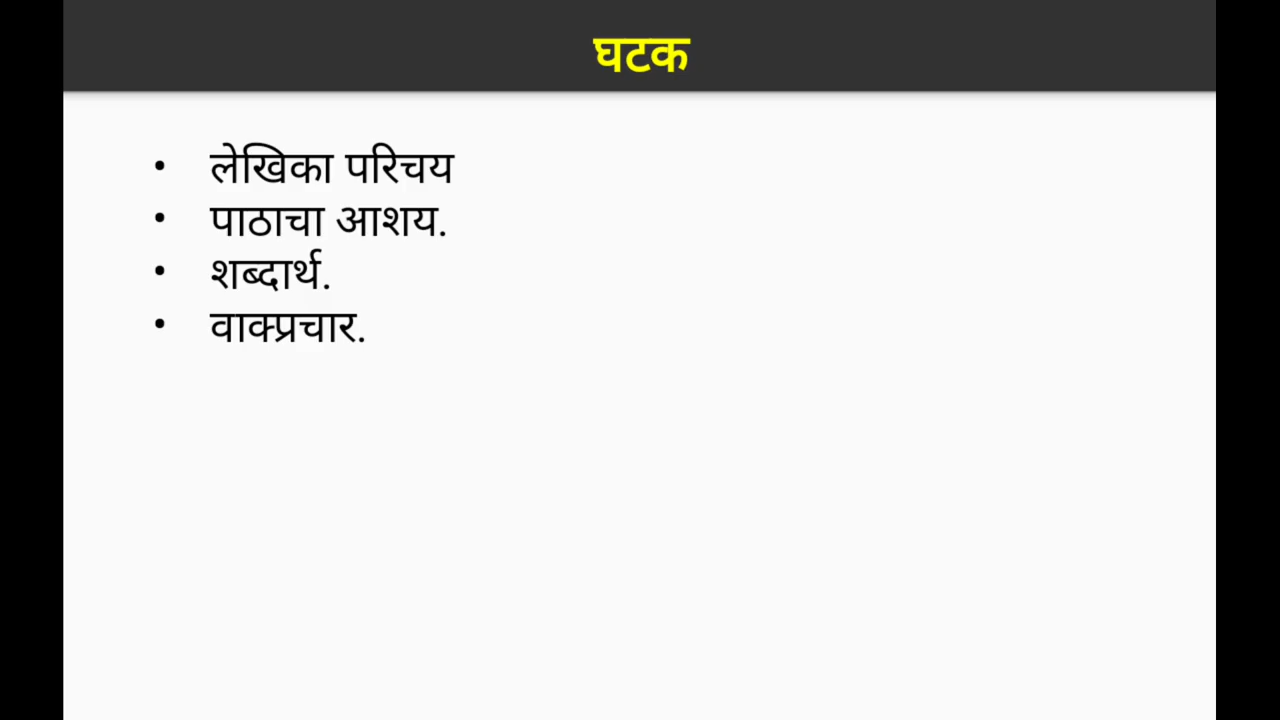 घटक
• लेखिका परिचय
• पाठाचा आशय.
• शब्दार्थ.
• वाक्प्रचार.